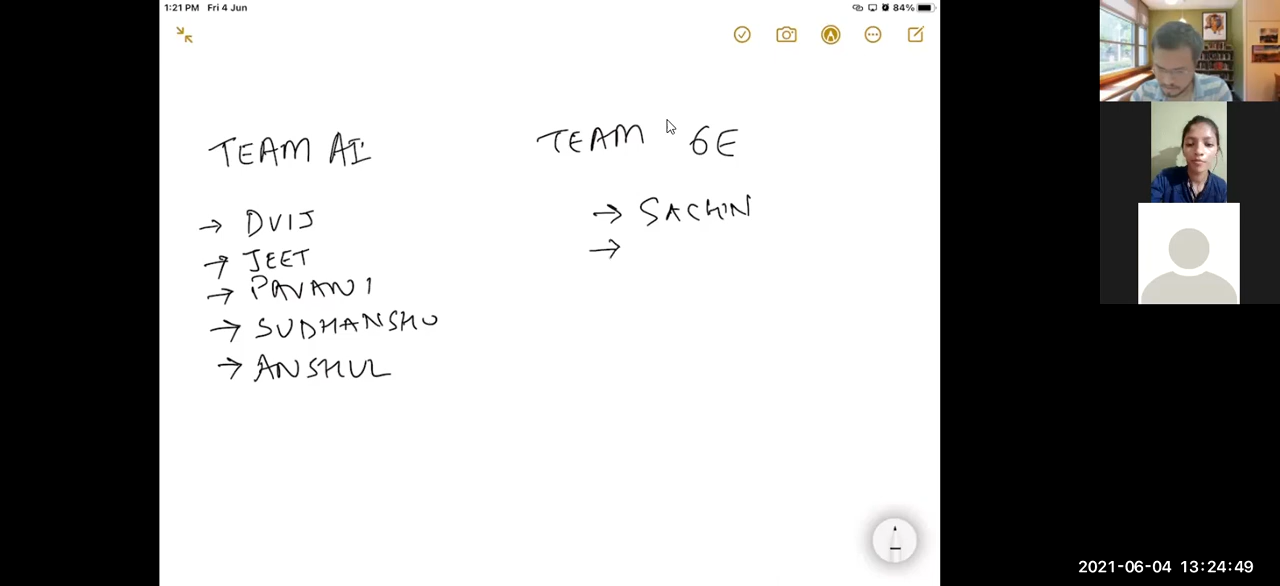 1:21 PM Fri 4 Jun
84%
TEAM AI
→ DVIJ
→ JEET
→ PAVANI
→ SUDHANSHU
→ ANSHUL
TEAM 6E
→ SACHIN
→
2021-06-04 13:24:49